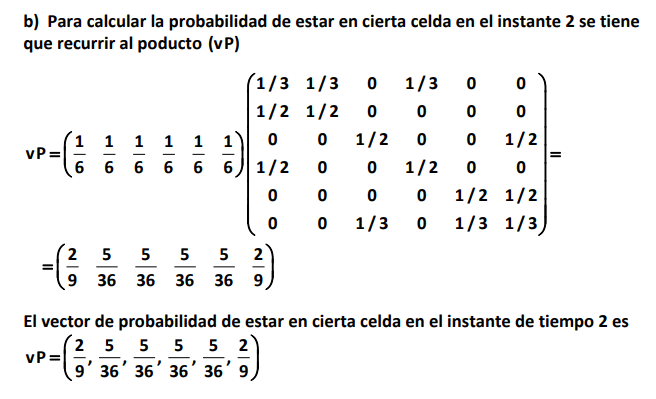 b) Para calcular la probabilidad de estar en cierta celda en el instante 2 se tiene
que recurrir al poducto (vP)
1/3 1/3 0 1/3 0 0
1/2 1/2 0 0 0 0
vP = (1/6 1/6 1/6 1/6 1/6 1/6) 0 0 1/2 0 0 1/2 =
1/2 0 0 1/2 0 0
0 0 0 0 1/2 1/2
0 0 1/3 0 1/3 1/3
= (2/9 5/36 5/36 5/36 5/36 2/9)
El vector de probabilidad de estar en cierta celda en el instante de tiempo 2 es
vP = (2/9, 5/36, 5/36, 5/36, 5/36, 2/9)